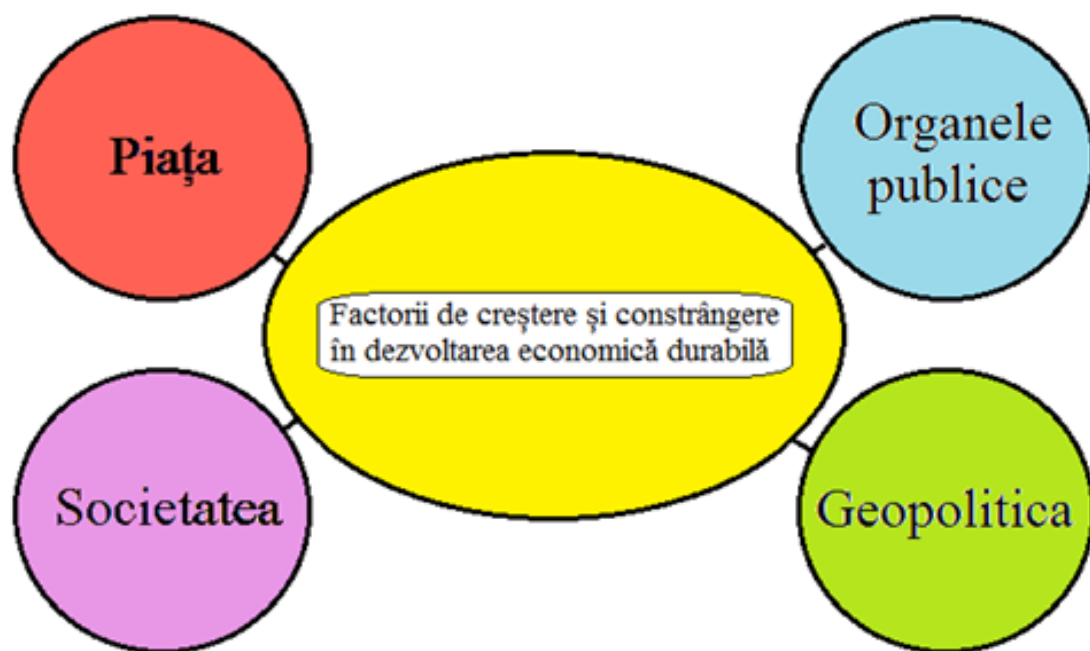 Piața
Organele
publice
Factorii de creștere și constrângere
în dezvoltarea economică durabilă
Societatea
Geopolitica